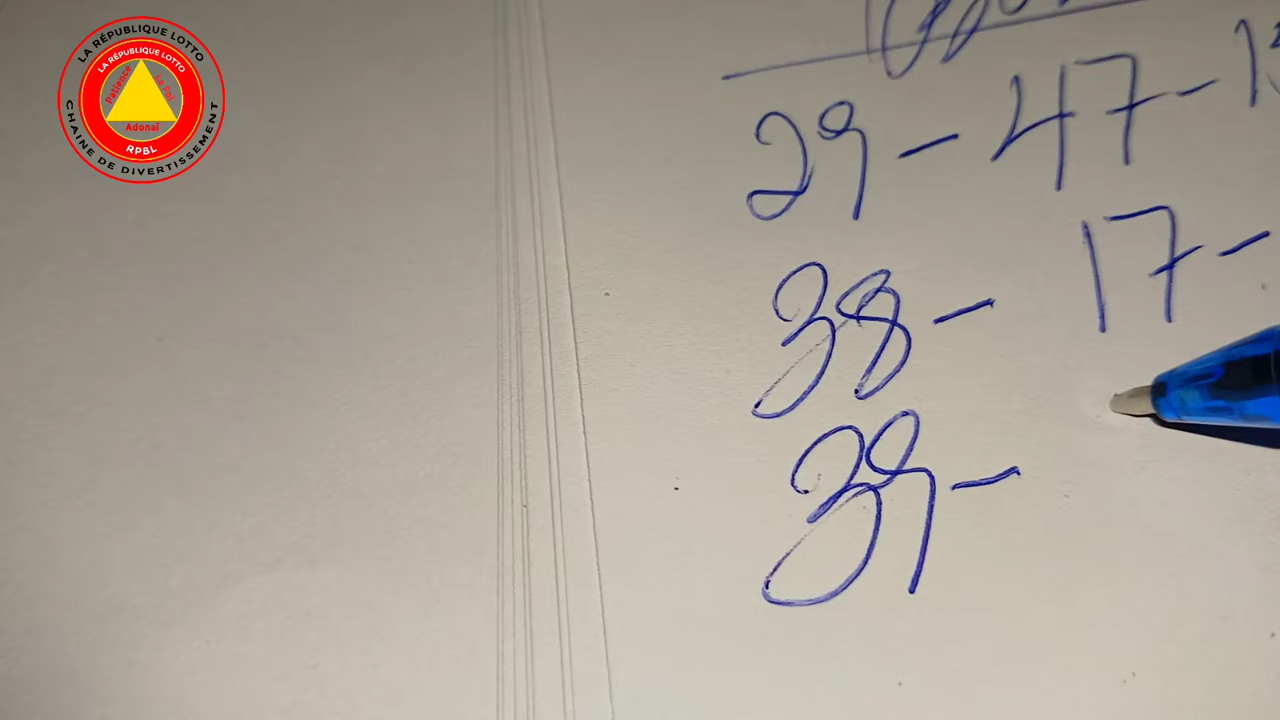 LA RÉPUBLIQUE LOTTO
LA RÉPUBLIQUE LOTTO
Patience
La Foi
Adonaï
RPBL
CHAINE DE DIVERTISSEMENT
29 - 47 -
38 - 17 -
39 -